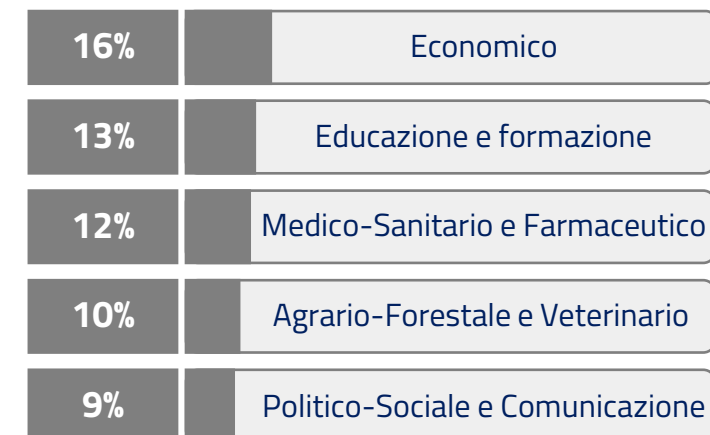 16% Economico
13% Educazione e formazione
12% Medico-Sanitario e Farmaceutico
10% Agrario-Forestale e Veterinario
9% Politico-Sociale e Comunicazione